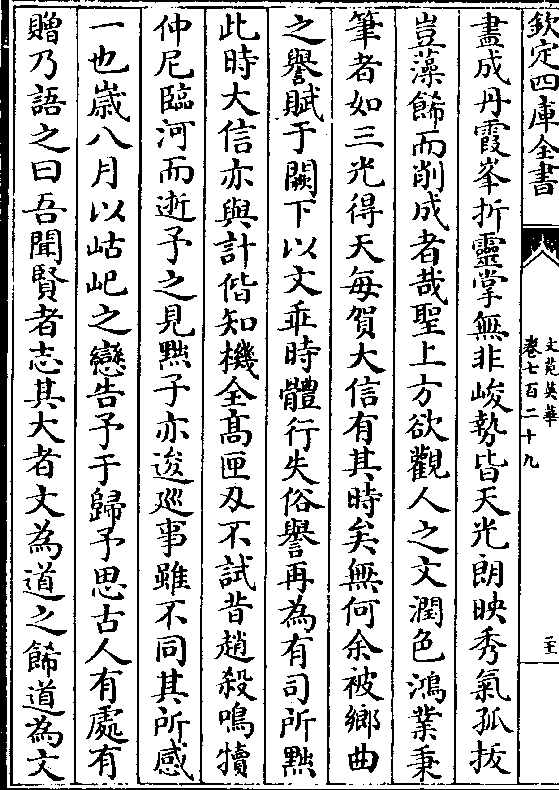 欽定四庫全書
文苑英華
卷七百二十九
至
畫成丹霞峯折靈掌無非峻勢皆天光朗映秀氣孤拔
豈藻飾而削成者哉聖上方欲觀人之文潤色鴻業秉
筆者如三光得天每賀大信有其時矣無何余被鄉曲
之譽賦于闕下以文乖時體行失俗譽再為有司所黜
此時大信亦與計偕知機全高匣刄不試昔趙殺鳴犢
仲尼臨河而逝予之見黜子亦逡巡事雖不同其所感
一也嵗八月以岵屺之戀告予于歸予思古人有處有
贈乃語之曰吾聞賢者志其大者文為道之飾道為文